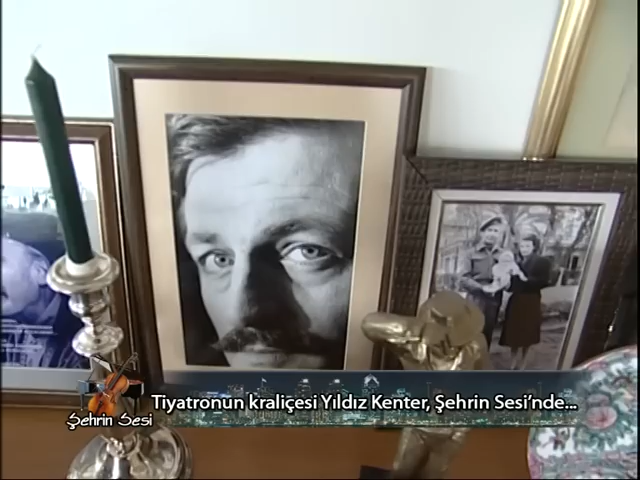 Tiyatronun kraliçesi Yıldız Kenter, Şehrin Sesi'nde...
Şehrin Sesi